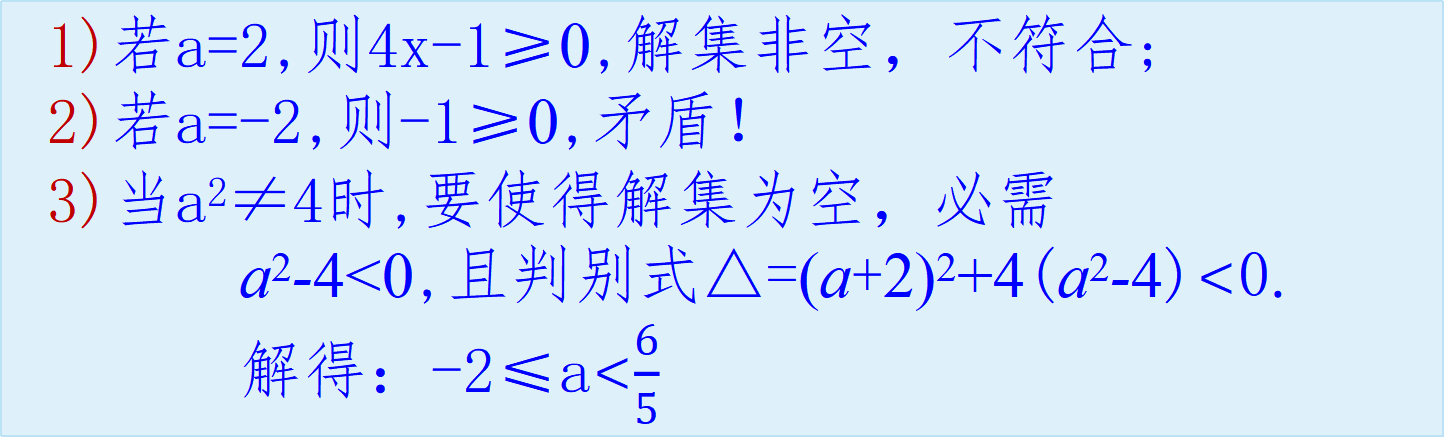 1)若a=2,则4x-1≥0,解集非空，不符合；
2)若a=-2,则-1≥0,矛盾！
3)当a²≠4时,要使得解集为空，必需
a²-4<0,且判别式△=(a+2)²+4(a²-4)<0.
解得：-2≤a<6/5